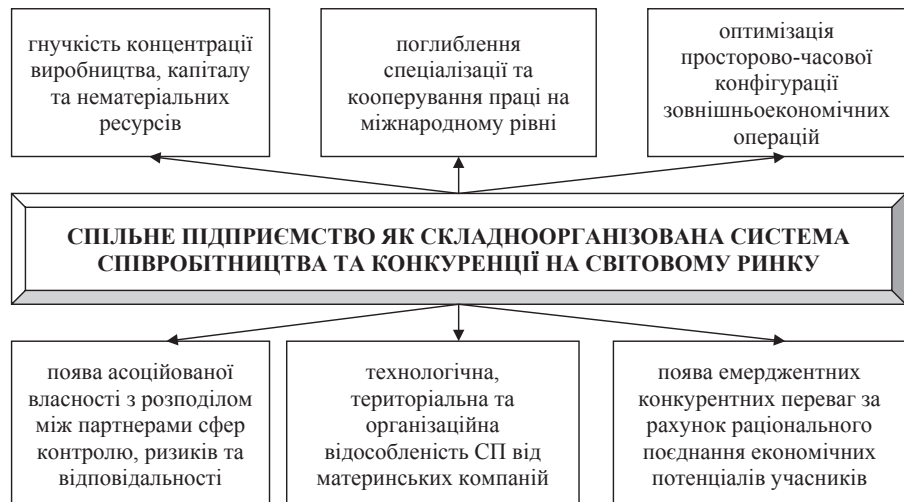 гнучкість концентрації
виробництва, капіталу
та нематеріальних
ресурсів
поглиблення
спеціалізації та
кооперування праці на
міжнародному рівні
оптимізація
просторово-часової
конфігурації
зовнішньоекономічних
операцій
СПІЛЬНЕ ПІДПРИЄМСТВО ЯК СКЛАДНООРГАНІЗОВАНА СИСТЕМА
СПІВРОБІТНИЦТВА ТА КОНКУРЕНЦІЇ НА СВІТОВОМУ РИНКУ
поява асоційованої
власності з розподілом
між партнерами сфер
контролю, ризиків та
відповідальності
технологічна,
територіальна та
організаційна
відособленість СП від
материнських компаній
поява емерджентних
конкурентних переваг за
рахунок раціонального
поєднання економічних
потенціалів учасників